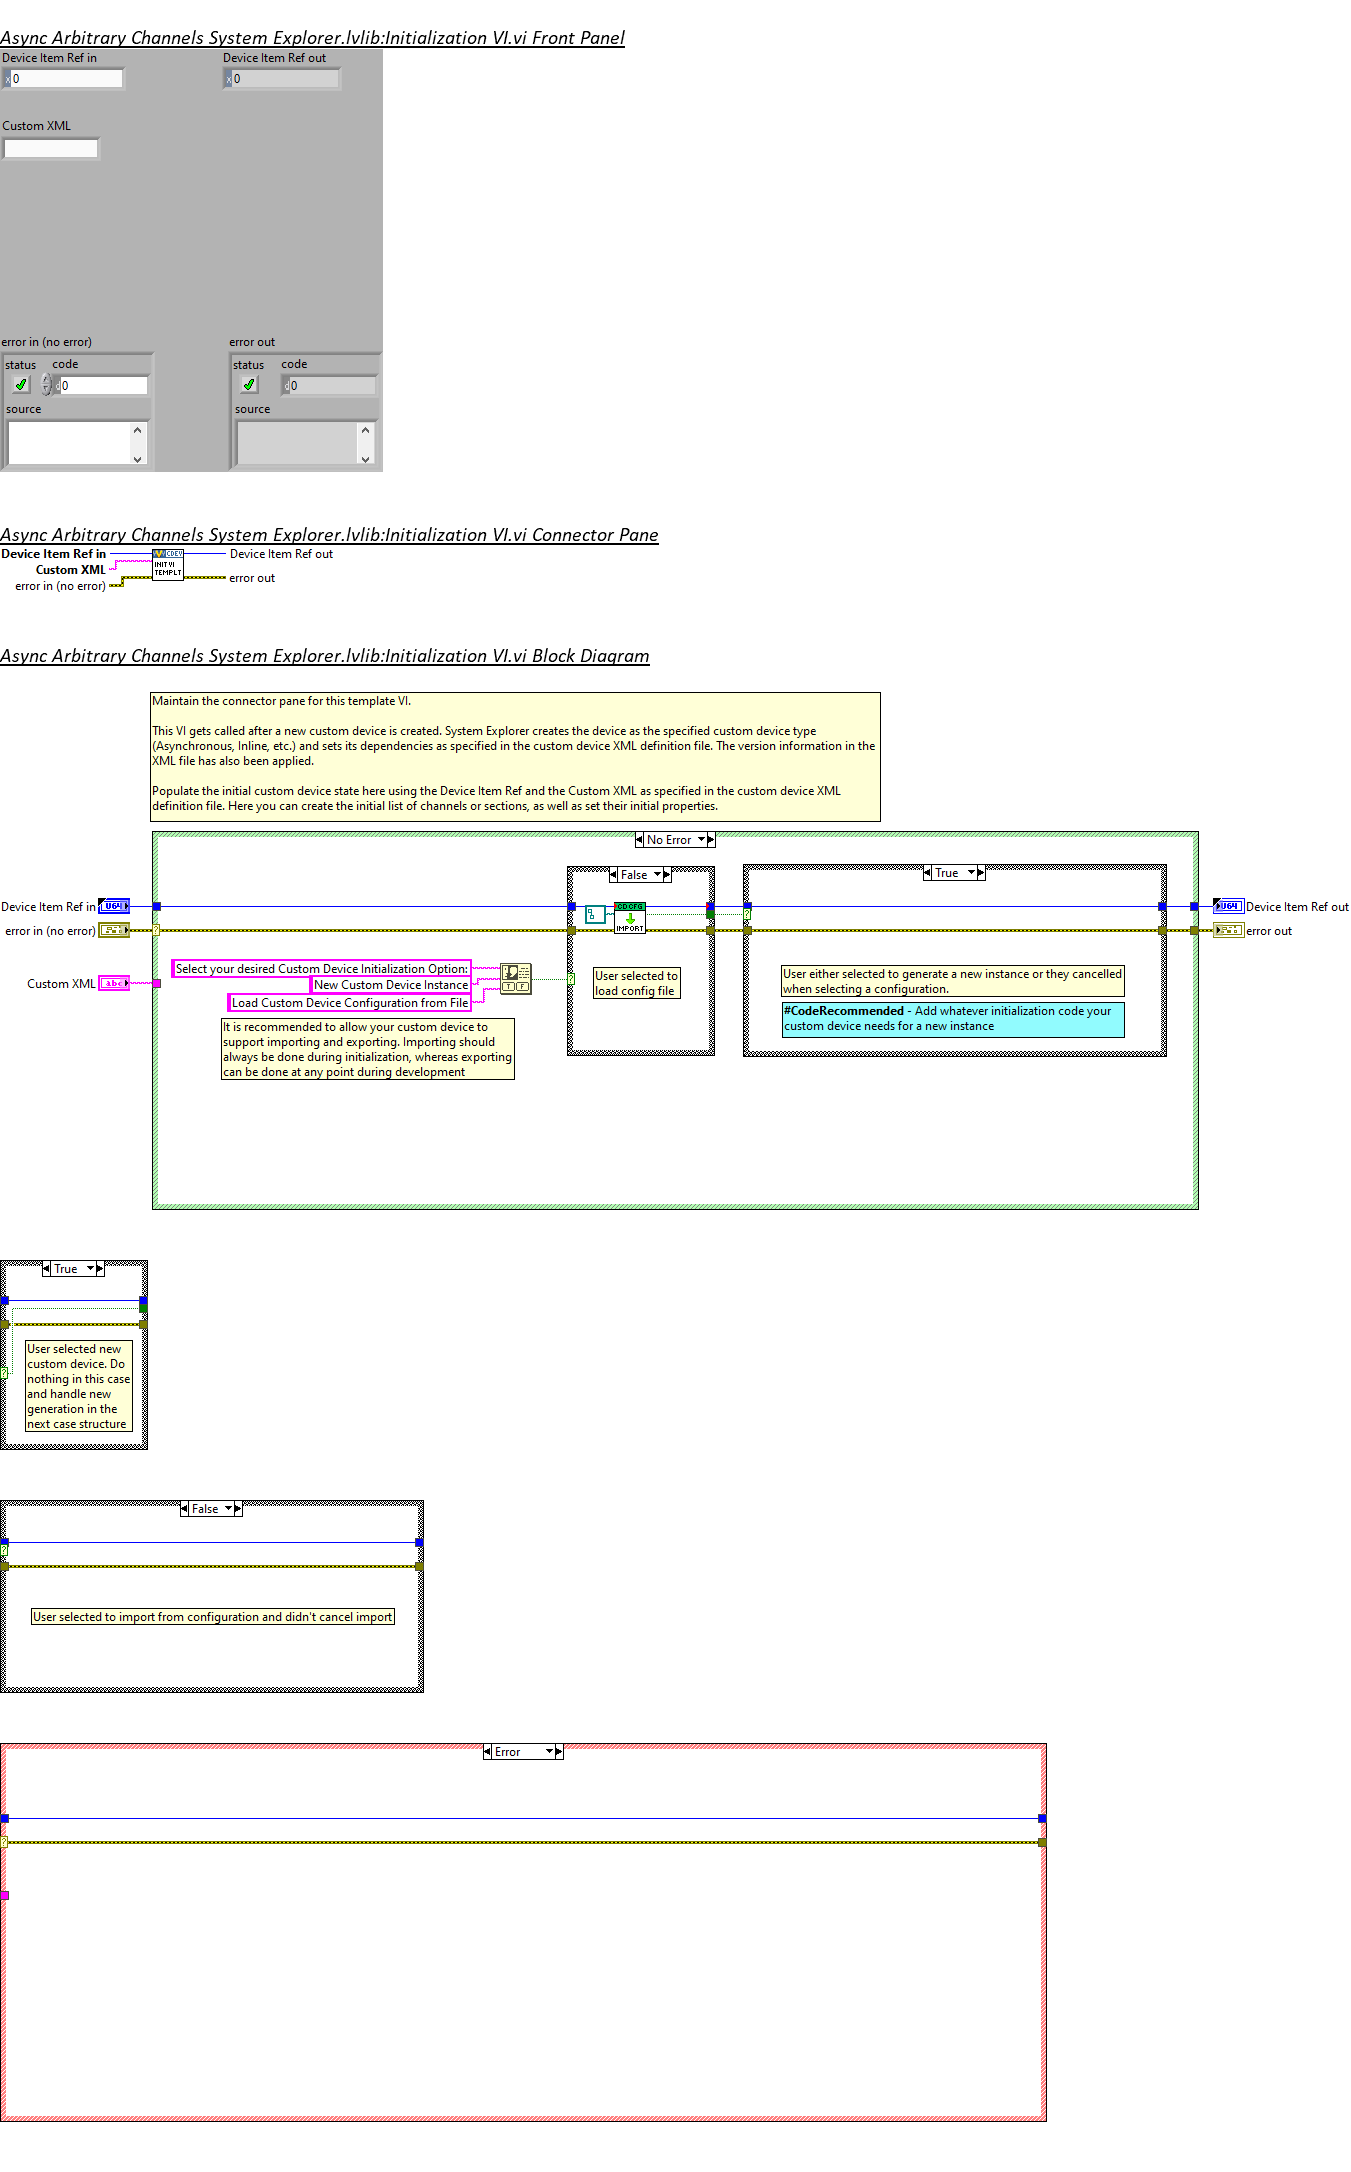 Async Arbitrary Channels System Explorer.lvlib:Initialization VI.vi Front Panel
Device Item Ref in
Device Item Ref out
x 0
x 0
Custom XML
error in (no error)
error out
status code
status code
d 0
d 0
source
source
Async Arbitrary Channels System Explorer.lvlib:Initialization VI.vi Connector Pane
Device Item Ref in
CDEV
Device Item Ref out
Custom XML
INIT VI
TEMPLT
error in (no error)
error out
Async Arbitrary Channels System Explorer.lvlib:Initialization VI.vi Block Diagram
Maintain the connector pane for this template VI.
This VI gets called after a new custom device is created. System Explorer creates the device as the specified custom device type
(Asynchronous, Inline, etc.) and sets its dependencies as specified in the custom device XML definition file. The version information in the
XML file has also been applied.
Populate the initial custom device state here using the Device Item Ref and the Custom XML as specified in the custom device XML
definition file. Here you can create the initial list of channels or sections, as well as set their initial properties.
No Error
False
True
Device Item Ref in
U64
CD CFG
IMPORT
?
U64
Device Item Ref out
error in (no error)
?
error out
Custom XML
abc
Select your desired Custom Device Initialization Option:
New Custom Device Instance
Load Custom Device Configuration from File
T F
?
User selected to
load config file
User either selected to generate a new instance or they cancelled
when selecting a configuration.
#CodeRecommended - Add whatever initialization code your
custom device needs for a new instance
It is recommended to allow your custom device to
support importing and exporting. Importing should
always be done during initialization, whereas exporting
can be done at any point during development
True
?
User selected new
custom device. Do
nothing in this case
and handle new
generation in the
next case structure
False
?
User selected to import from configuration and didn't cancel import
Error
?